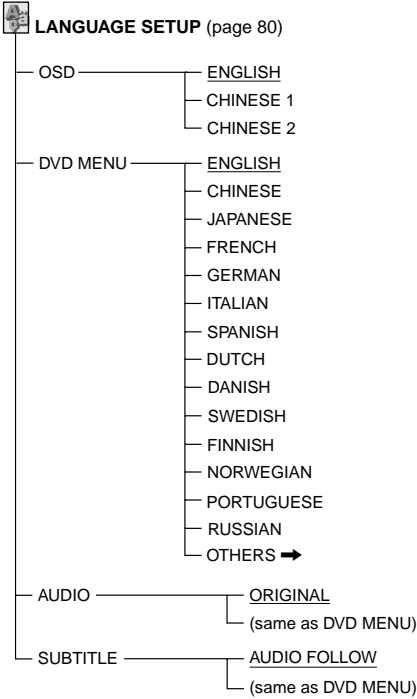 LANGUAGE SETUP (page 80)
OSD
ENGLISH
CHINESE 1
CHINESE 2
DVD MENU
ENGLISH
CHINESE
JAPANESE
FRENCH
GERMAN
ITALIAN
SPANISH
DUTCH
DANISH
SWEDISH
FINNISH
NORWEGIAN
PORTUGUESE
RUSSIAN
OTHERS ➡
AUDIO
ORIGINAL
(same as DVD MENU)
SUBTITLE
AUDIO FOLLOW
(same as DVD MENU)